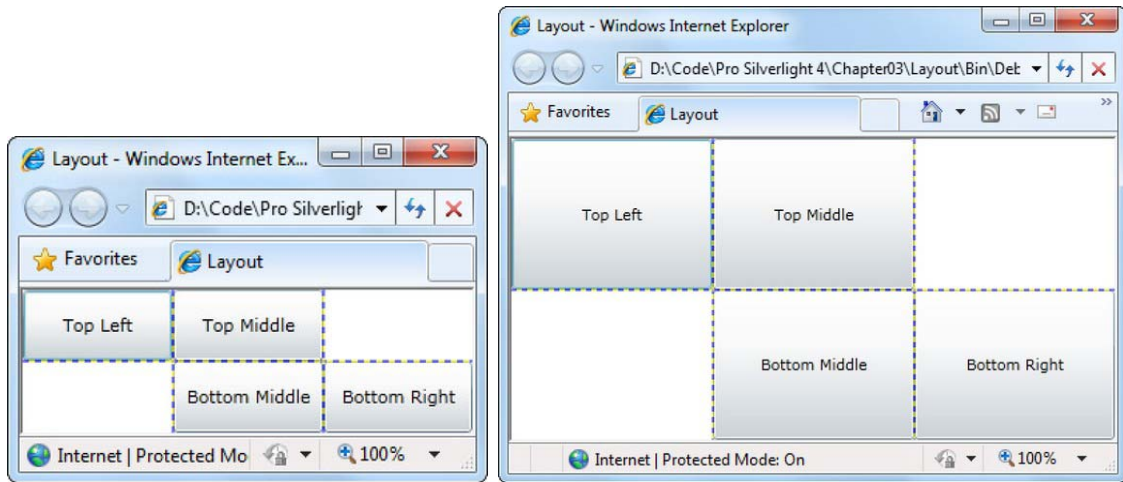 Layout - Windows Internet Ex...
D:\Code\Pro Silverligh
Favorites
Layout
Top Left
Top Middle
Bottom Middle
Bottom Right
Internet | Protected Mo
100%
Layout - Windows Internet Explorer
D:\Code\Pro Silverlight 4\Chapter03\Layout\Bin\Deb
Favorites
Layout
»
Top Left
Top Middle
Bottom Middle
Bottom Right
Internet | Protected Mode: On
100%